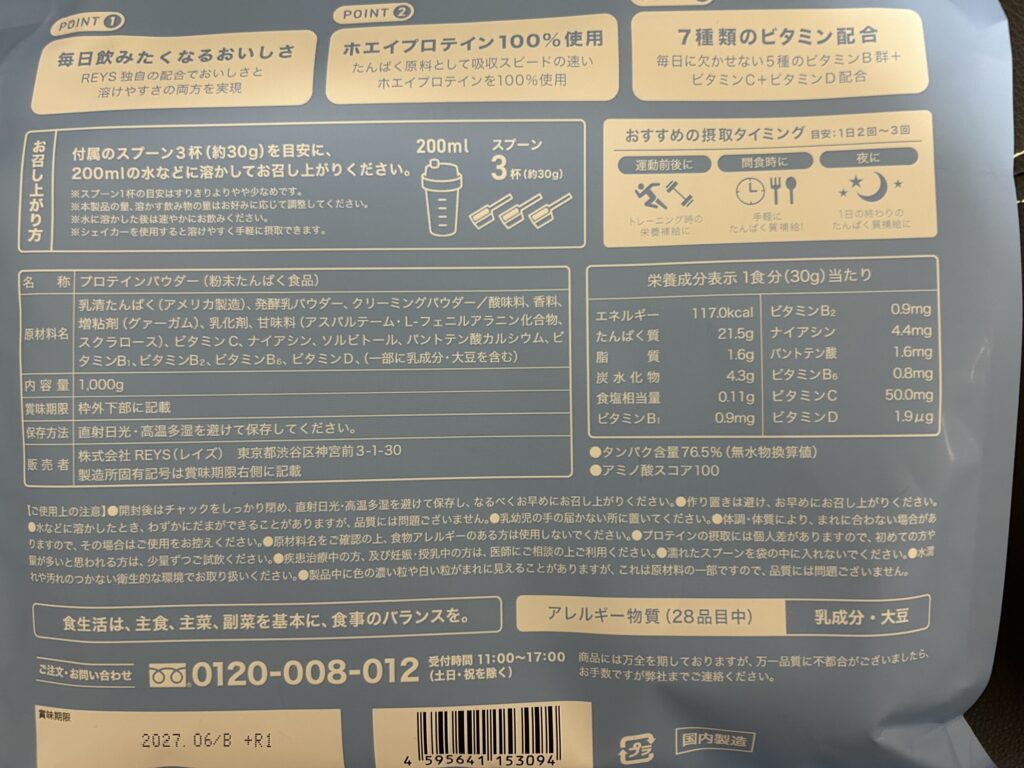 POINT 1
毎日飲みたくなるおいしさ
REYS 独自の配合でおいしさと
溶けやすさの両方を実現
POINT 2
ホエイプロテイン100%使用
たんぱく原料として吸収スピードの速い
ホエイプロテインを100%使用
7種類のビタミン配合
毎日に欠かせない5種のビタミンB群+
ビタミンC+ビタミンD配合
お召し上がり方
付属のスプーン3杯(約30g)を目安に、
200mlの水などに溶かしてお召し上がりください。
※スプーン1杯の目安はすりきりよりやや少なめです。
※本製品の量、溶かす飲み物の量はお好みに応じて調整してください。
※水に溶かした後は速やかにお飲みください。
※シェイカーを使用すると溶けやすく手軽に摂取できます。
200ml
スプーン
3杯(約30g)
おすすめの摂取タイミング 目安:1日2回~3回
運動前後に
トレーニング時の
栄養補給に
間食時に
手軽に
たんぱく質補給!
夜に
1日の終わりの
たんぱく質補給に
名 称 プロテインパウダー(粉末たんぱく食品)
原材料名 乳清たんぱく(アメリカ製造)、発酵乳パウダー、クリーミングパウダー/酸味料、香料、
増粘剤(グァーガム)、乳化剤、甘味料(アスパルテーム・L-フェニルアラニン化合物、
スクラロース)、ビタミンC、ナイアシン、ソルビトール、パントテン酸カルシウム、ビ
タミンB₁、ビタミンB₂、ビタミンB₆、ビタミンD、(一部に乳成分・大豆を含む)
内容量 1,000g
賞味期限 枠外下部に記載
保存方法 直射日光・高温多湿を避けて保存してください。
販売者 株式会社 REYS(レイズ) 東京都渋谷区神宮前3-1-30
製造所固有記号は賞味期限右側に記載
栄養成分表示 1食分(30g)当たり
エネルギー 117.0kcal
たんぱく質 21.5g
脂 質 1.6g
炭水化物 4.3g
食塩相当量 0.11g
ビタミンB₁ 0.9mg
ビタミンB₂ 0.9mg
ナイアシン 4.4mg
パントテン酸 1.6mg
ビタミンB₆ 0.8mg
ビタミンC 50.0mg
ビタミンD 1.9μg
●タンパク含量76.5%(無水物換算値)
●アミノ酸スコア100
【ご使用上の注意】●開封後はチャックをしっかり閉め、直射日光・高温多湿を避けて保存し、なるべくお早めにお召し上がりください。●作り置きは避け、お早めにお召し上がりください。
●水などに溶かしたとき、わずかにだまができることがありますが、品質には問題ございません。●乳幼児の手の届かない所に置いてください。●体調・体質により、まれに合わない場合があ
りますので、その場合はご使用をお控えください。●原材料名をご確認の上、食物アレルギーのある方は使用しないでください。●プロテインの摂取には個人差がありますので、初めての方や
量が多いと思われる方は、少量ずつご試飲ください。●疾患治療中の方、及び妊娠・授乳中の方は、医師にご相談の上ご利用ください。●濡れたスプーンを袋の中に入れないでください。●水濡
れや汚れのつかない衛生的な環境でお取り扱いください。●製品中に色の濃い粒や白い粒がまれに見えることがありますが、これは原材料の一部ですので、品質には問題ございません。
食生活は、主食、主菜、副菜を基本に、食事のバランスを。
アレルギー物質(28品目中) 乳成分・大豆
ご注文・お問い合わせ 0120-008-012 受付時間 11:00~17:00
(土日・祝を除く)
商品には万全を期しておりますが、万一品質に不都合がございましたら、
お手数ですが弊社までご連絡ください。
賞味期限
2027.06/B +R1
4 595641 153094
プラ
国内製造